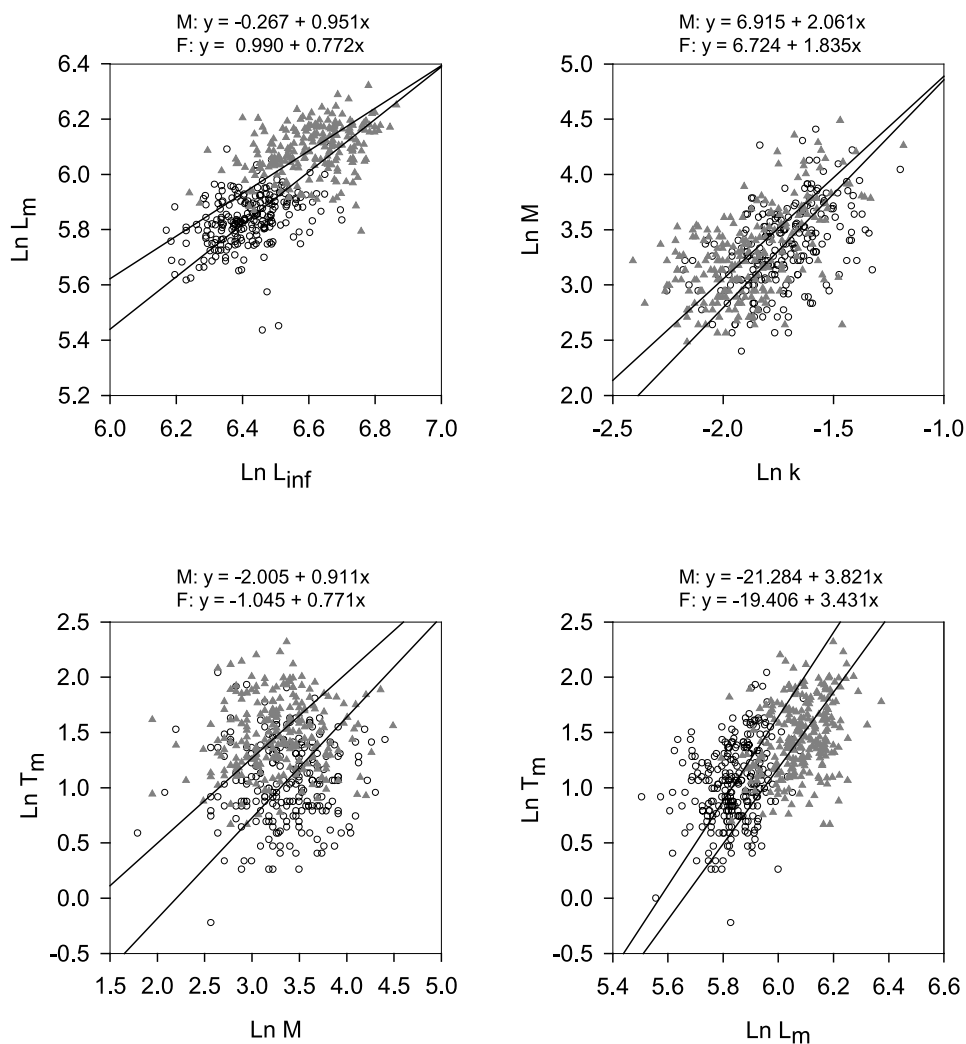 M: y = -0.267 + 0.951x
F: y = 0.990 + 0.772x
6.4
6.2
6.0
5.8
5.6
5.4
5.2
Ln Lm
6.0 6.2 6.4 6.6 6.8 7.0
Ln Linf
M: y = 6.915 + 2.061x
F: y = 6.724 + 1.835x
5.0
4.5
4.0
3.5
3.0
2.5
2.0
Ln M
-2.5 -2.0 -1.5 -1.0
Ln k
M: y = -2.005 + 0.911x
F: y = -1.045 + 0.771x
2.5
2.0
1.5
1.0
0.5
0.0
-0.5
Ln Tm
1.5 2.0 2.5 3.0 3.5 4.0 4.5 5.0
Ln M
M: y = -21.284 + 3.821x
F: y = -19.406 + 3.431x
2.5
2.0
1.5
1.0
0.5
0.0
-0.5
Ln Tm
5.4 5.6 5.8 6.0 6.2 6.4 6.6
Ln Lm